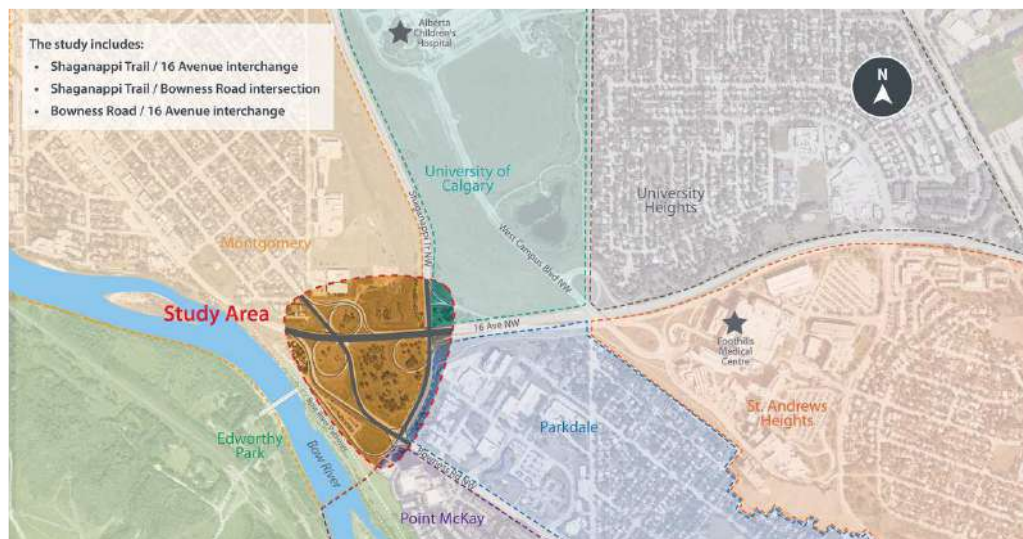 The study includes:
• Shaganappi Trail / 16 Avenue interchange
• Shaganappi Trail / Bowness Road intersection
• Bowness Road / 16 Avenue interchange
Alberta
Children's
Hospital
N
University of
Calgary
University
Heights
Shaganappi Tr NW
West Campus Blvd NW
Montgomery
Study Area
16 Ave NW
Foothills
Medical
Centre
St. Andrews
Heights
Parkdale
Edworthy
Park
Bow River
Point McKay